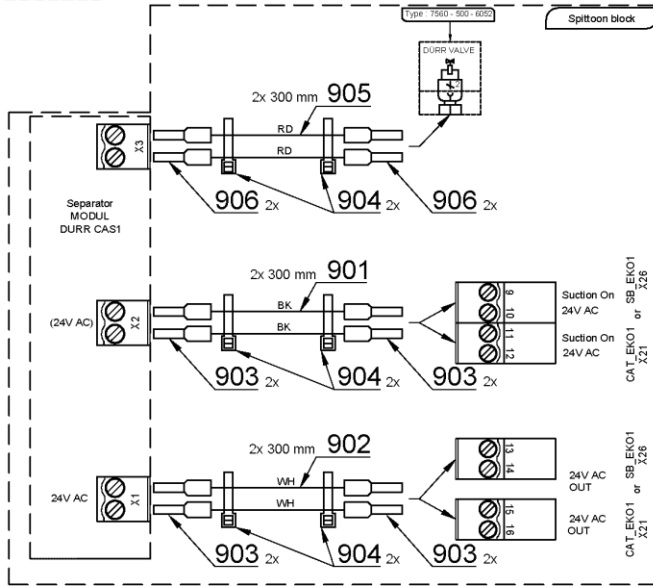 Type : 7560 - 500 - 6052
Spittoon block
DÜRR VALVE
2x 300 mm 905
RD
RD
X3
906 2x
904 2x
906 2x
Separator
MODUL
DURR CAS1
2x 300 mm 901
BK
BK
(24V AC)
X2
903 2x
904 2x
903 2x
9
10
11
12
Suction On
24V AC
Suction On
24V AC
CAT_EKO1 or SB_EKO1
X21 X26
2x 300 mm 902
WH
WH
24V AC
X1
903 2x
904 2x
903 2x
13
14
15
16
24V AC
OUT
24V AC
OUT
CAT_EKO1 or SB_EKO1
X21 X26